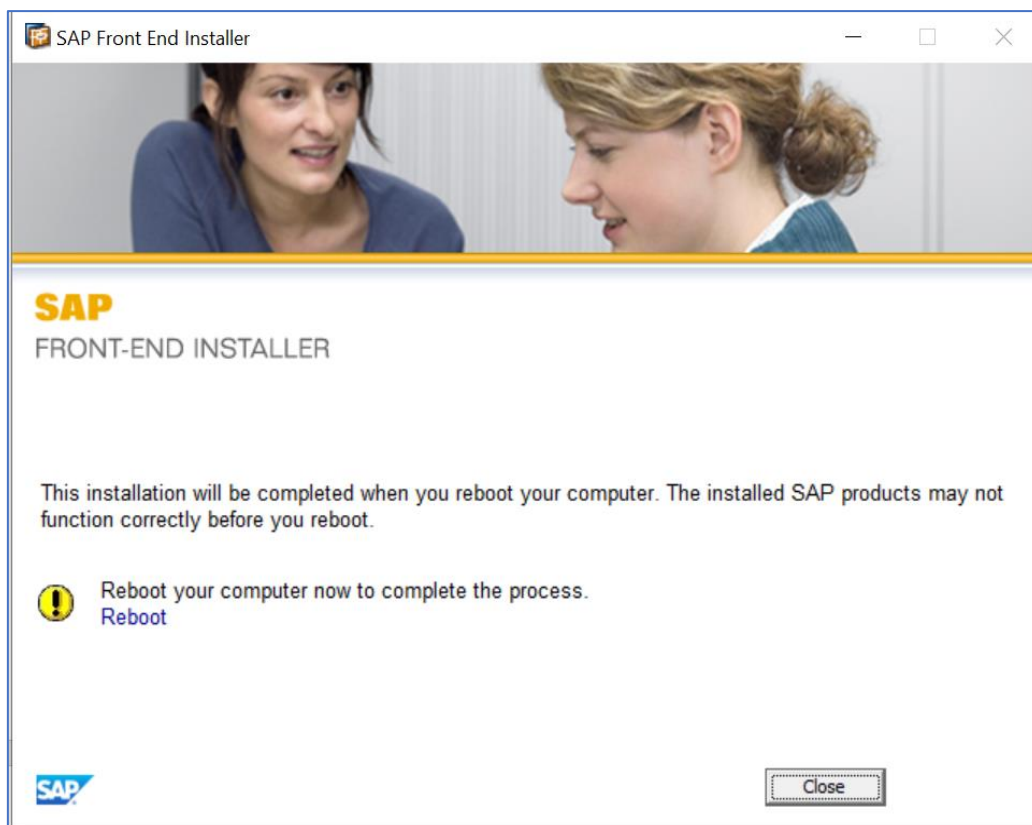 SAP Front End Installer
SAP
FRONT-END INSTALLER
This installation will be completed when you reboot your computer. The installed SAP products may not
function correctly before you reboot.
Reboot your computer now to complete the process.
Reboot
SAP
Close